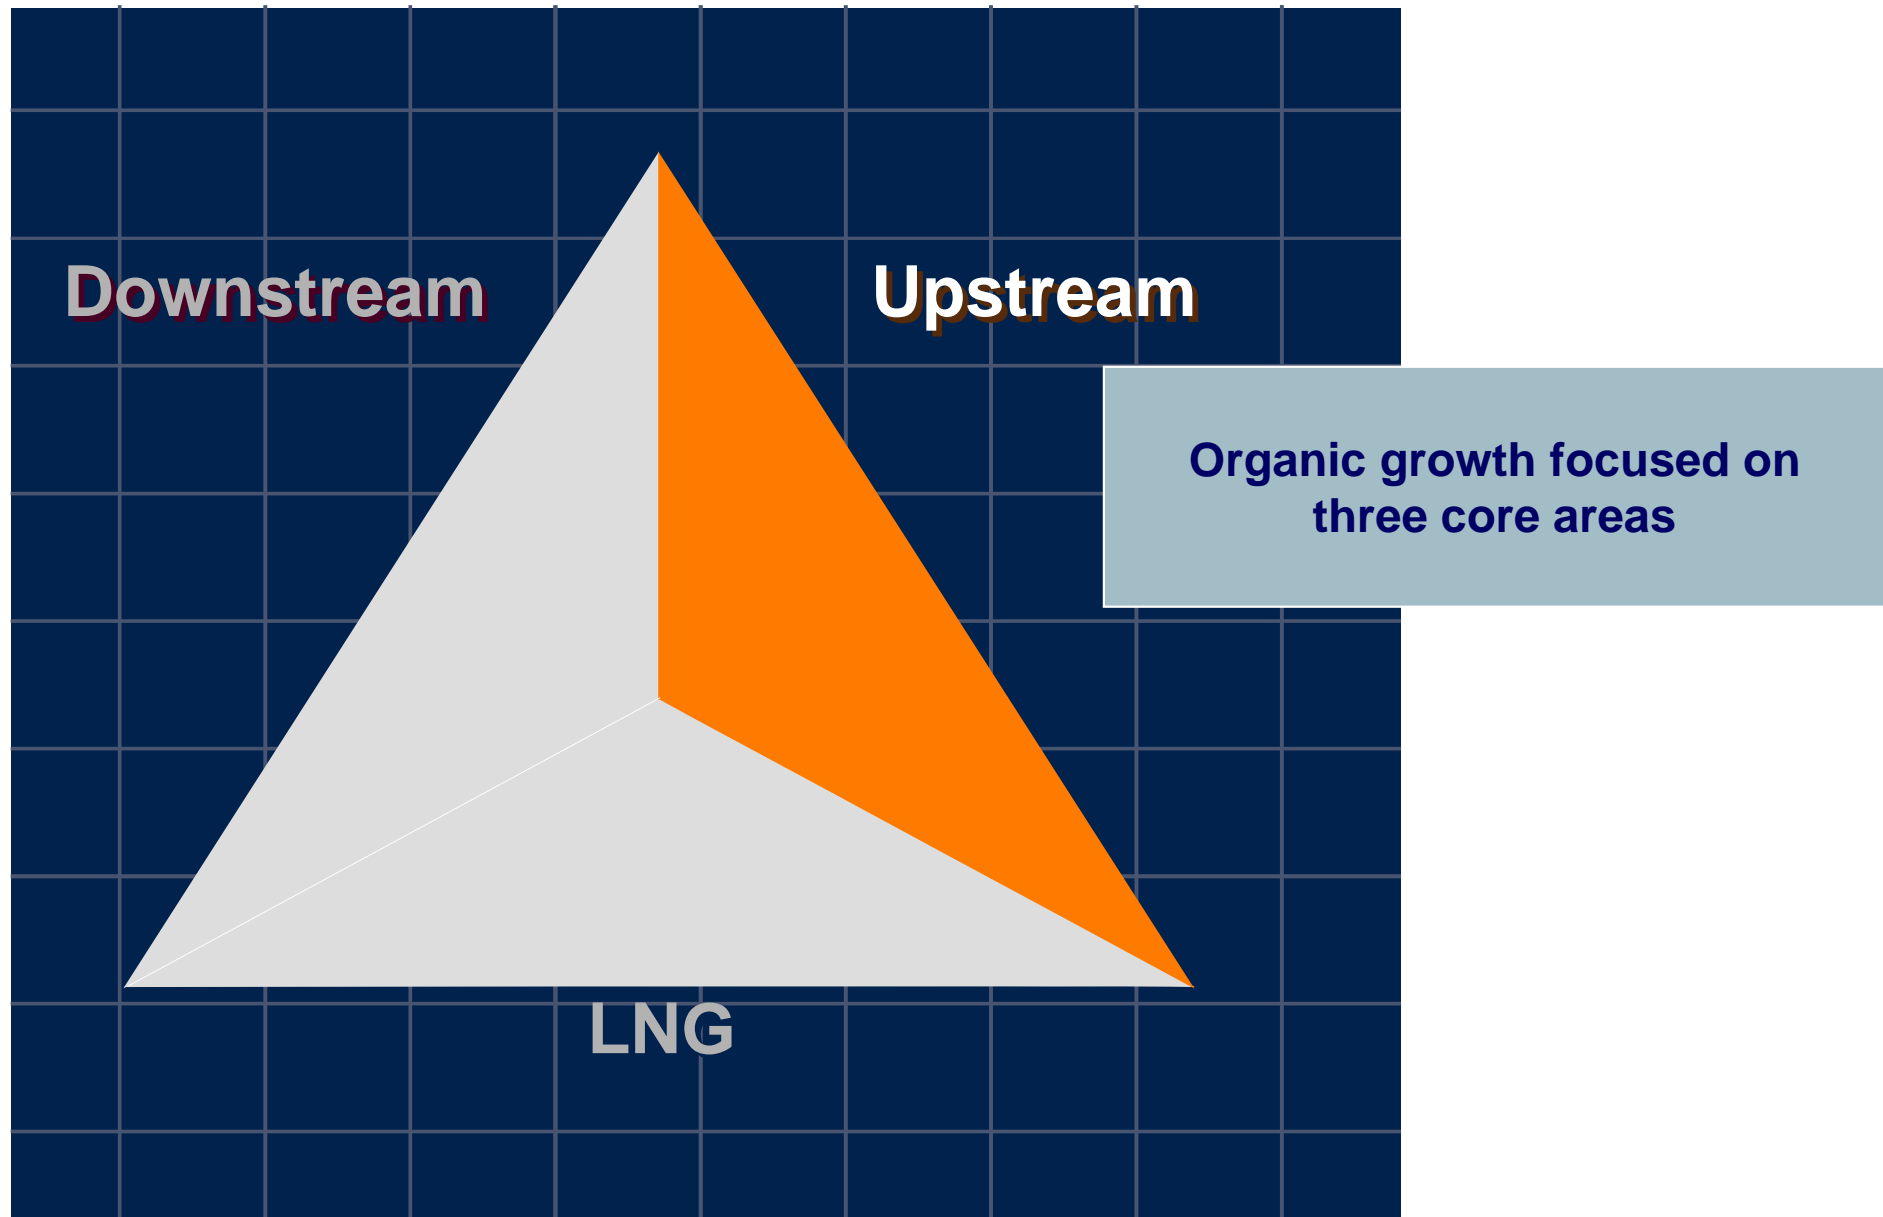 Downstream
Upstream
Organic growth focused on
three core areas
LNG